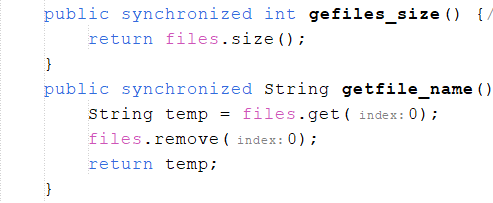 public synchronized int gefiles_size() {/
return files.size();
}
public synchronized String getfile_name()
String temp = files.get( index: 0);
files.remove( index: 0);
return temp;
}